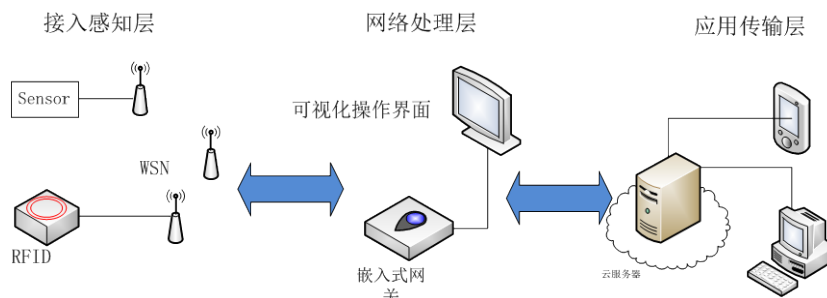 接入感知层
网络处理层
应用传输层
Sensor
可视化操作界面
WSN
RFID
嵌入式网
关
云服务器